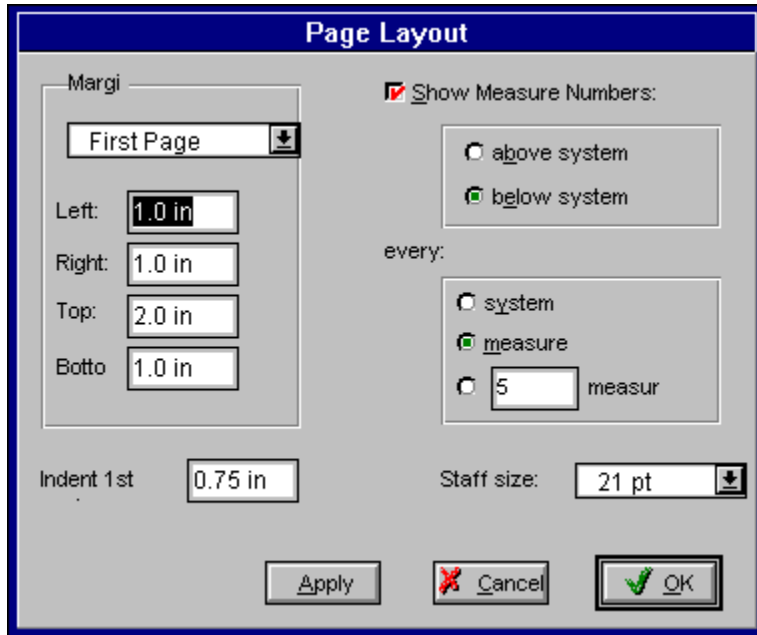 Page Layout
Margi
First Page
Left: 1.0 in
Right: 1.0 in
Top: 2.0 in
Botto 1.0 in
Indent 1st 0.75 in
Show Measure Numbers:
above system
below system
every:
system
measure
5 measur
Staff size: 21 pt
Apply Cancel OK